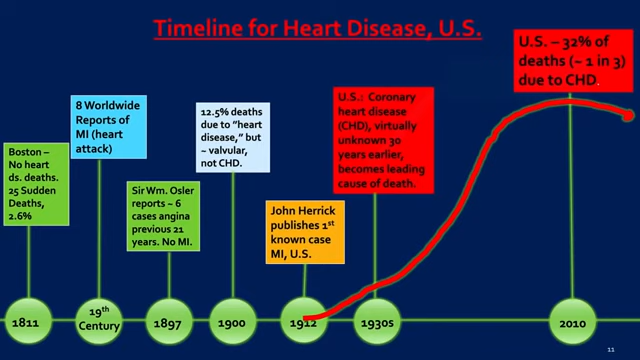 Timeline for Heart Disease, U.S.
Boston –
No heart
ds. deaths.
25 Sudden
Deaths,
2.6%
8 Worldwide
Reports of
MI (heart
attack)
Sir Wm. Osler
reports ~ 6
cases angina
previous 21
years. No MI.
12.5% deaths
due to "heart
disease," but
~ valvular,
not CHD.
John Herrick
publishes 1st
known case
MI, U.S.
U.S.: Coronary
heart disease
(CHD), virtually
unknown 30
years earlier,
becomes leading
cause of death.
U.S. – 32% of
deaths (~ 1 in 3)
due to CHD.
1811
19th
Century
1897
1900
1912
1930s
2010
11